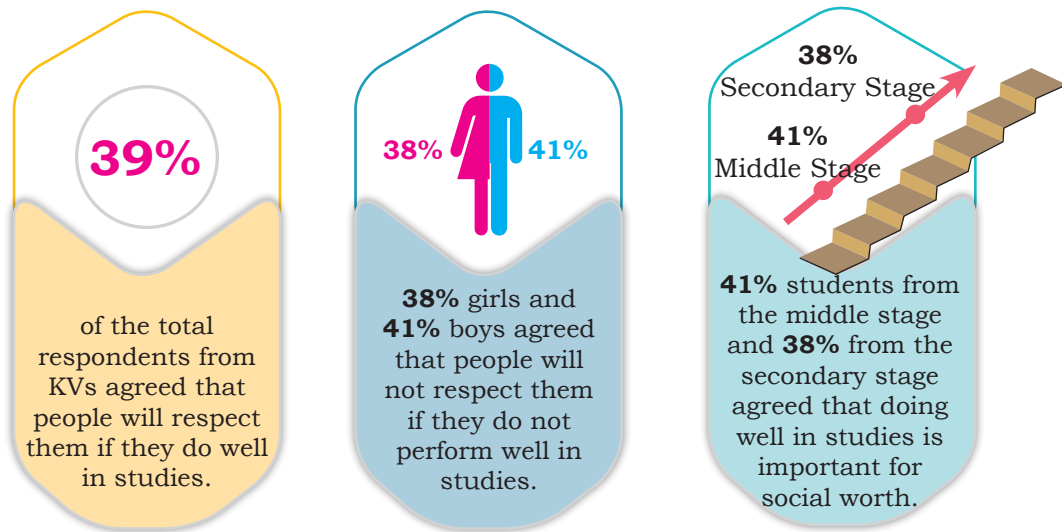 39%
of the total
respondents from
KVs agreed that
people will respect
them if they do well
in studies.
38%
41%
38% girls and
41% boys agreed
that people will
not respect them
if they do not
perform well in
studies.
38%
Secondary Stage
41%
Middle Stage
41% students from
the middle stage
and 38% from the
secondary stage
agreed that doing
well in studies is
important for
social worth.